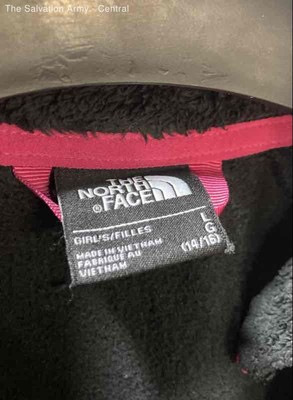 The Salvation Army - Central
THE
NORTH
FACE
GIRL'S/FILLES
L
G
(14/16)
MADE IN VIETNAM
FABRIQUÉ AU
VIETNAM